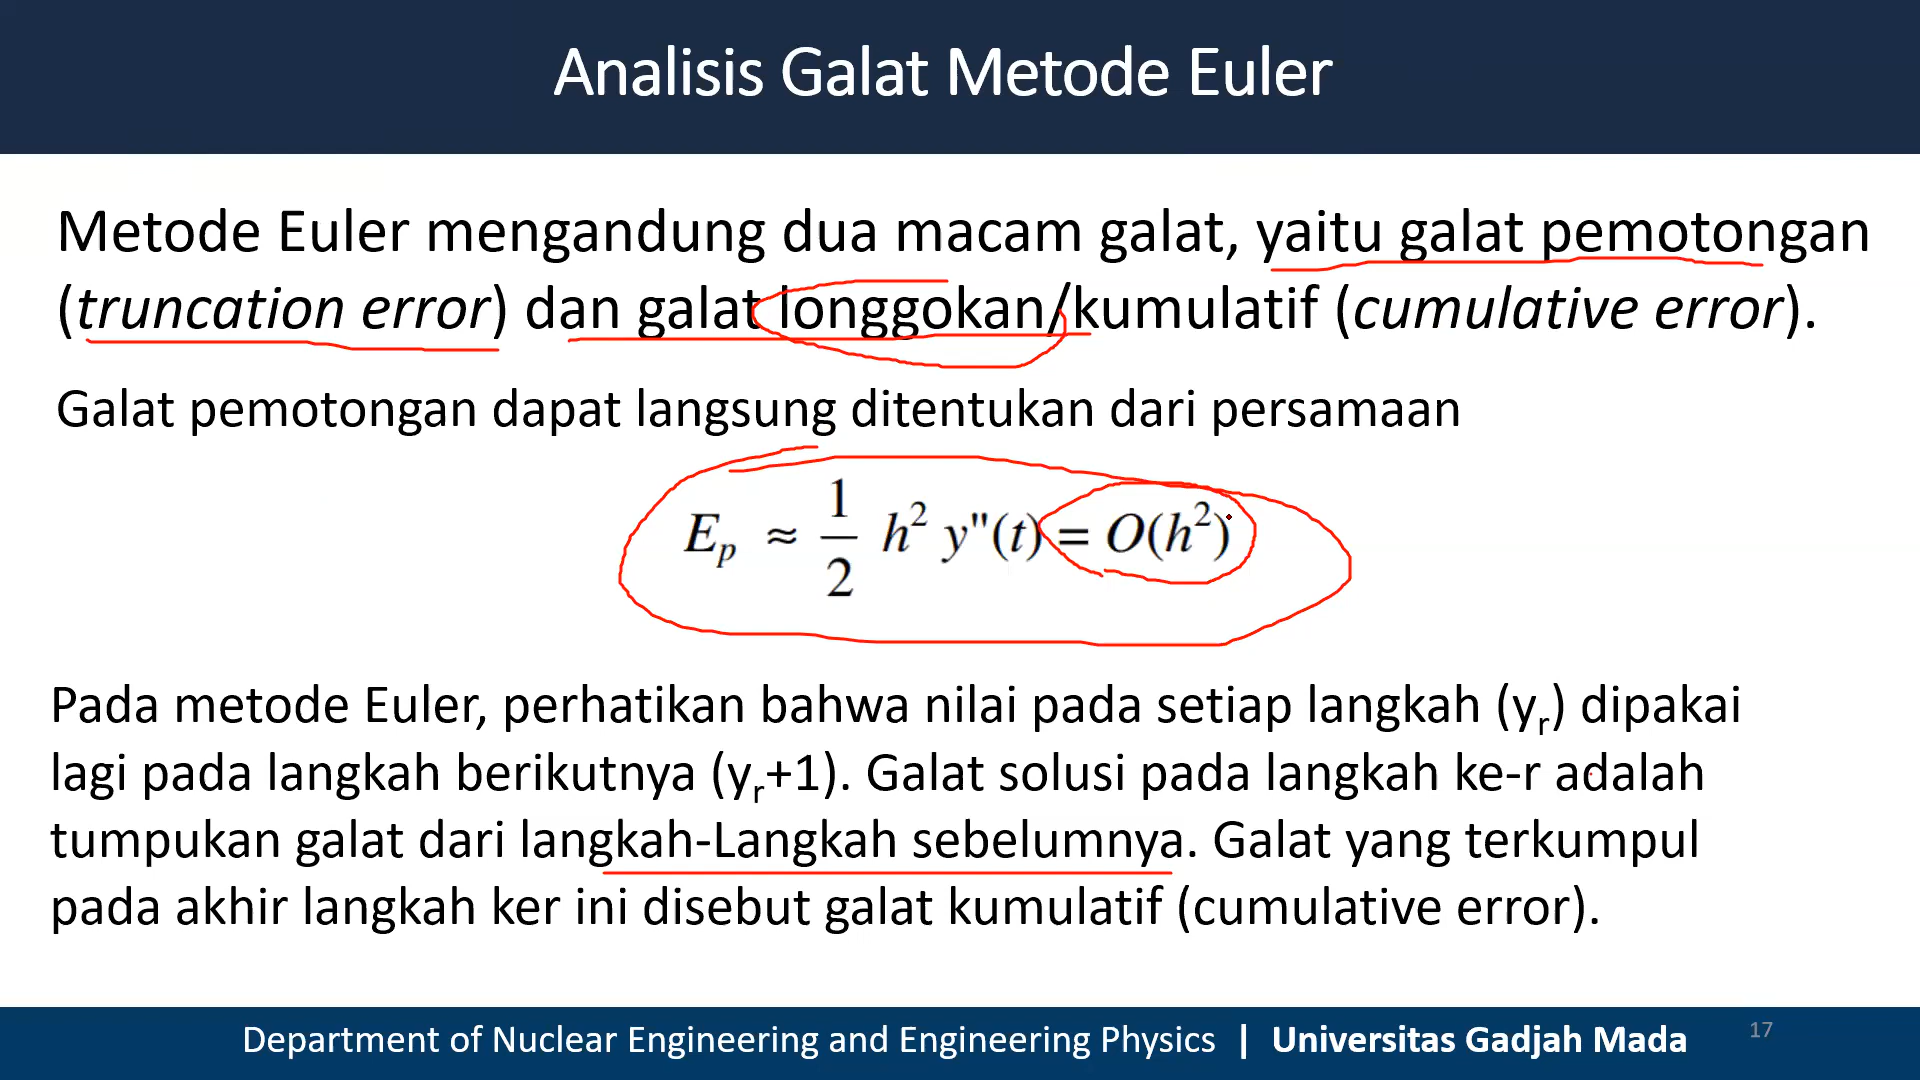 Analisis Galat Metode Euler
Metode Euler mengandung dua macam galat, yaitu galat pemotongan
(truncation error) dan galat longgokan/kumulatif (cumulative error).
Galat pemotongan dapat langsung ditentukan dari persamaan
E_p ≈ 1/2 h² y"(t) = O(h²)
Pada metode Euler, perhatikan bahwa nilai pada setiap langkah (y_r) dipakai
lagi pada langkah berikutnya (y_r+1). Galat solusi pada langkah ke-r adalah
tumpukan galat dari langkah-Langkah sebelumnya. Galat yang terkumpul
pada akhir langkah ker ini disebut galat kumulatif (cumulative error).
Department of Nuclear Engineering and Engineering Physics | Universitas Gadjah Mada 17